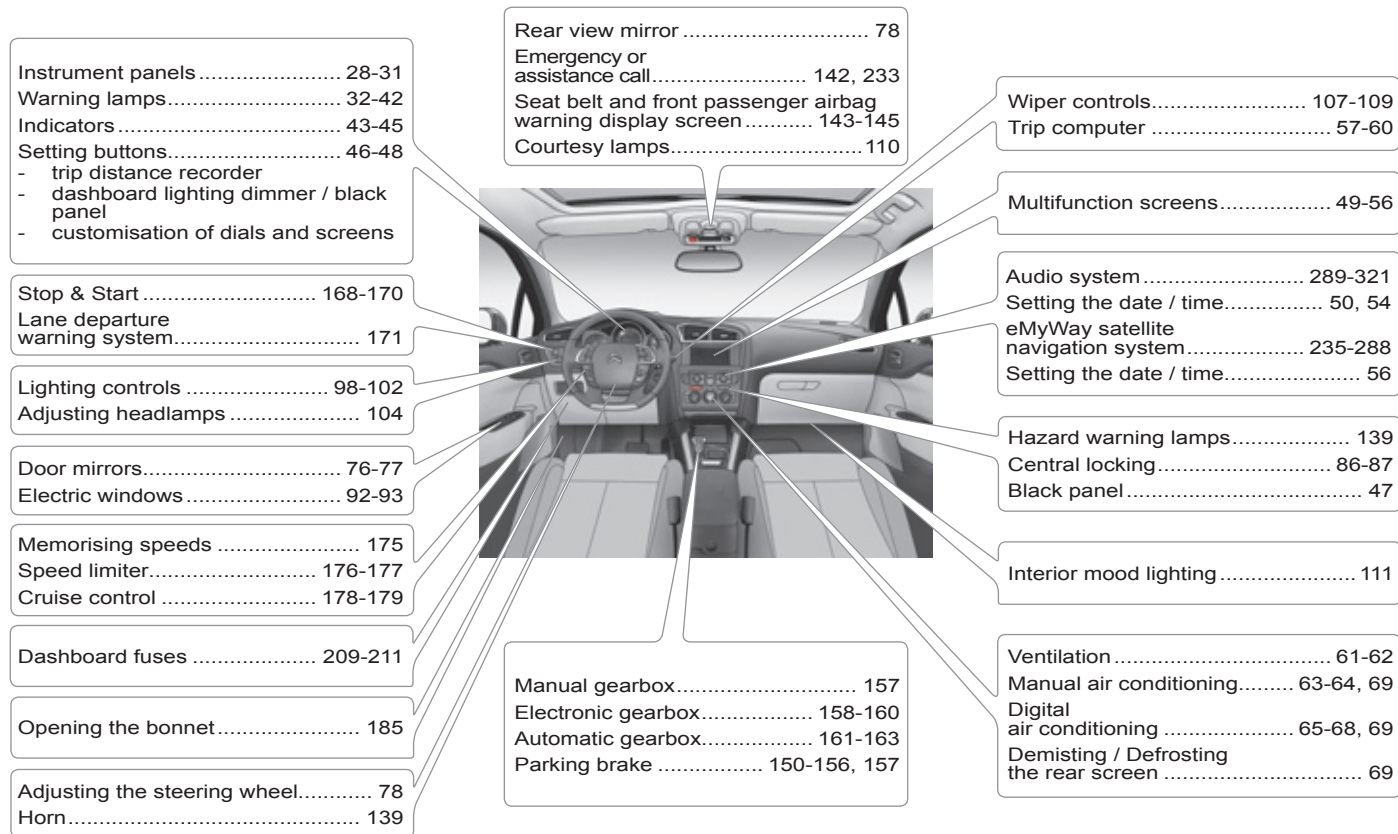 Instrument panels ....................... 28-31
Warning lamps ............................ 32-42
Indicators .................................... 43-45
Setting buttons ............................ 46-48
- trip distance recorder
- dashboard lighting dimmer / black
panel
- customisation of dials and screens
Stop & Start ............................ 168-170
Lane departure
warning system .............................. 171
Lighting controls ........................ 98-102
Adjusting headlamps ..................... 104
Door mirrors ................................ 76-77
Electric windows ......................... 92-93
Memorising speeds ....................... 175
Speed limiter ........................... 176-177
Cruise control ......................... 178-179
Dashboard fuses .................... 209-211
Opening the bonnet ....................... 185
Adjusting the steering wheel ............ 78
Horn ............................................... 139
Rear view mirror .............................. 78
Emergency or
assistance call ......................... 142, 233
Seat belt and front passenger airbag
warning display screen ........... 143-145
Courtesy lamps ............................... 110
Manual gearbox ............................. 157
Electronic gearbox .................. 158-160
Automatic gearbox .................. 161-163
Parking brake .................. 150-156, 157
Wiper controls ......................... 107-109
Trip computer .............................. 57-60
Multifunction screens .................. 49-56
Audio system .......................... 289-321
Setting the date / time ................. 50, 54
eMyWay satellite
navigation system .................... 235-288
Setting the date / time ....................... 56
Hazard warning lamps ................... 139
Central locking ............................ 86-87
Black panel ...................................... 47
Interior mood lighting ...................... 111
Ventilation ................................... 61-62
Manual air conditioning ......... 63-64, 69
Digital
air conditioning ....................... 65-68, 69
Demisting / Defrosting
the rear screen ................................ 69